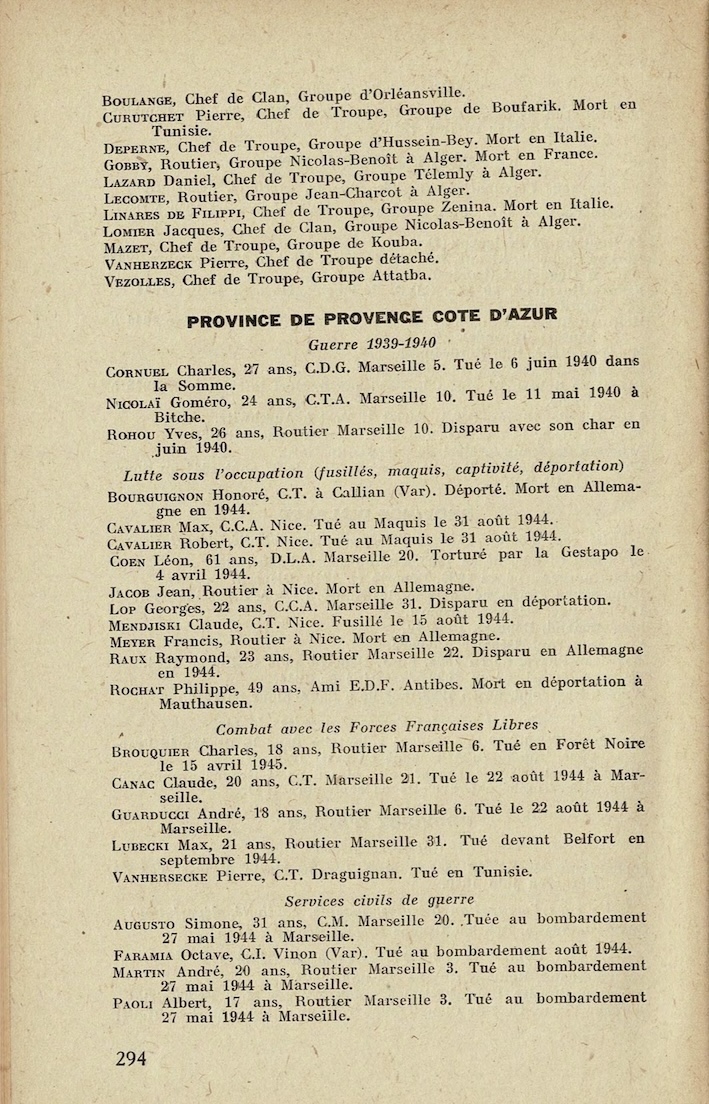 BOULANGE, Chef de Clan, Groupe d'Orléansville.
CURUTCHET Pierre, Chef de Troupe, Groupe de Boufarik. Mort en
Tunisie.
DEPERNE, Chef de Troupe, Groupe d'Hussein-Bey. Mort en Italie.
GOBBY, Routier, Groupe Nicolas-Benoît à Alger. Mort en France.
LAZARD Daniel, Chef de Troupe, Groupe Télemly à Alger.
LECOMTE, Routier, Groupe Jean-Charcot à Alger.
LINARES DE FILIPPI, Chef de Troupe, Groupe Zenina. Mort en Italie.
LOMIER Jacques, Chef de Clan, Groupe Nicolas-Benoît à Alger.
MAZET, Chef de Troupe, Groupe de Kouba.
VANHERZECK Pierre, Chef de Troupe détaché.
VEZOLLES, Chef de Troupe, Groupe Attatba.
PROVINCE DE PROVENCE COTE D'AZUR
Guerre 1939-1940
CORNUEL Charles, 27 ans, C.D.G. Marseille 5. Tué le 6 juin 1940 dans
la Somme.
NICOLAÏ Goméro, 24 ans, C.T.A. Marseille 10. Tué le 11 mai 1940 à
Bitche.
ROHOU Yves, 26 ans, Routier Marseille 10. Disparu avec son char en
juin 1940.
Lutte sous l'occupation (fusillés, maquis, captivité, déportation)
BOURGUIGNON Honoré, C.T. à Callian (Var). Déporté. Mort en Allema-
gne en 1944.
CAVALIER Max, C.C.A. Nice. Tué au Maquis le 31 août 1944.
CAVALIER Robert, C.T. Nice. Tué au Maquis le 31 août 1944.
COEN Léon, 61 ans, D.L.A. Marseille 20. Torturé par la Gestapo le
4 avril 1944.
JACOB Jean, Routier à Nice. Mort en Allemagne.
LOP Georges, 22 ans, C.C.A. Marseille 31. Disparu en déportation.
MENDJISKI Claude, C.T. Nice. Fusillé le 15 août 1944.
MEYER Francis, Routier à Nice. Mort en Allemagne.
RAUX Raymond, 23 ans, Routier Marseille 22. Disparu en Allemagne
en 1944.
ROCHAT Philippe, 49 ans, Ami E.D.F. Antibes. Mort en déportation à
Mauthausen.
Combat avec les Forces Françaises Libres
BROUQUIER Charles, 18 ans, Routier Marseille 6. Tué en Forêt Noire
le 15 avril 1945.
CANAC Claude, 20 ans, C.T. Marseille 21. Tué le 22 août 1944 à Mar-
seille.
GUARDUCCI André, 18 ans, Routier Marseille 6. Tué le 22 août 1944 à
Marseille.
LUBECKI Max, 21 ans, Routier Marseille 31. Tué devant Belfort en
septembre 1944.
VANHERSECKE Pierre, C.T. Draguignan. Tué en Tunisie.
Services civils de guerre
AUGUSTO Simone, 31 ans, C.M. Marseille 20. Tuée au bombardement
27 mai 1944 à Marseille.
FARAMIA Octave, C.I. Vinon (Var). Tué au bombardement août 1944.
MARTIN André, 20 ans, Routier Marseille 3. Tué au bombardement
27 mai 1944 à Marseille.
PAOLI Albert, 17 ans, Routier Marseille 3. Tué au bombardement
27 mai 1944 à Marseille.
294